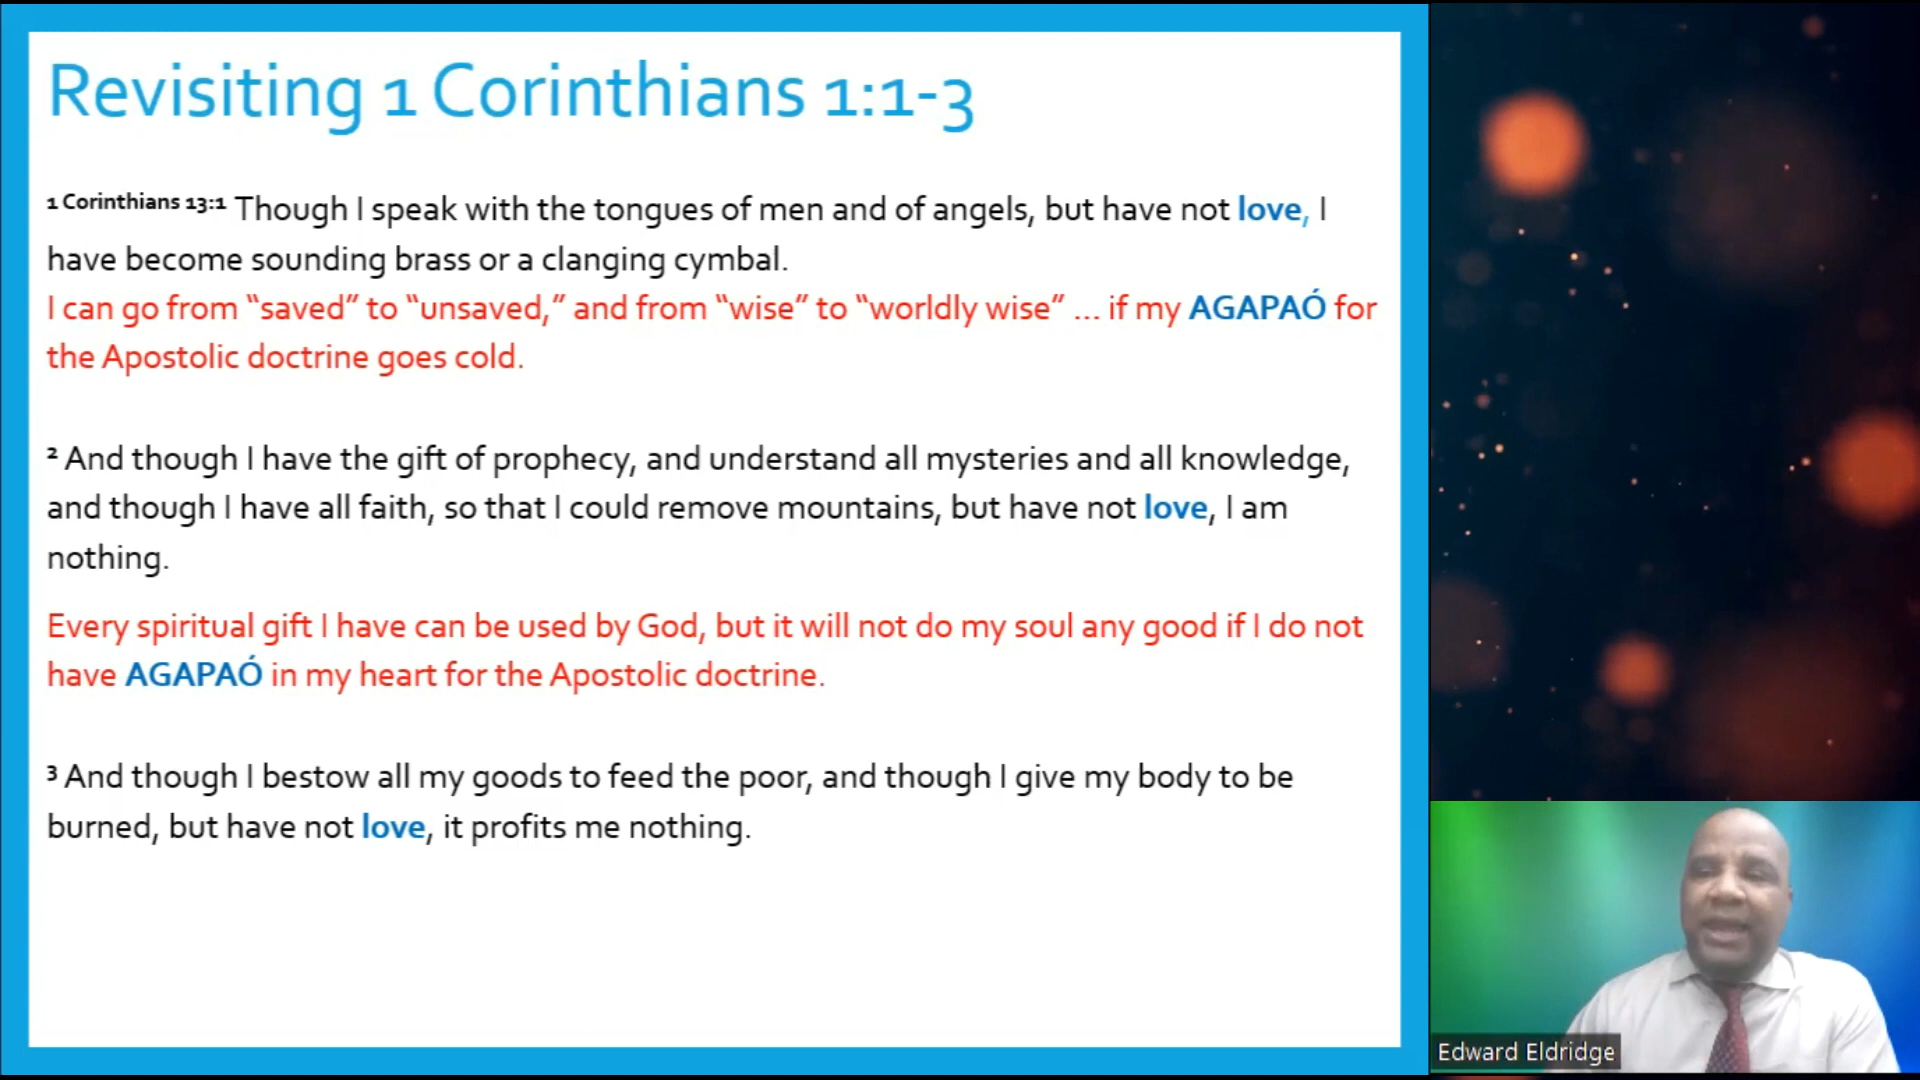 Revisiting 1 Corinthians 1:1-3
1 Corinthians 13:1 Though I speak with the tongues of men and of angels, but have not love, I
have become sounding brass or a clanging cymbal.
I can go from “saved” to “unsaved,” and from “wise” to “worldly wise” ... if my AGAPAÓ for
the Apostolic doctrine goes cold.
2 And though I have the gift of prophecy, and understand all mysteries and all knowledge,
and though I have all faith, so that I could remove mountains, but have not love, I am
nothing.
Every spiritual gift I have can be used by God, but it will not do my soul any good if I do not
have AGAPAÓ in my heart for the Apostolic doctrine.
3 And though I bestow all my goods to feed the poor, and though I give my body to be
burned, but have not love, it profits me nothing.
Edward Eldridge